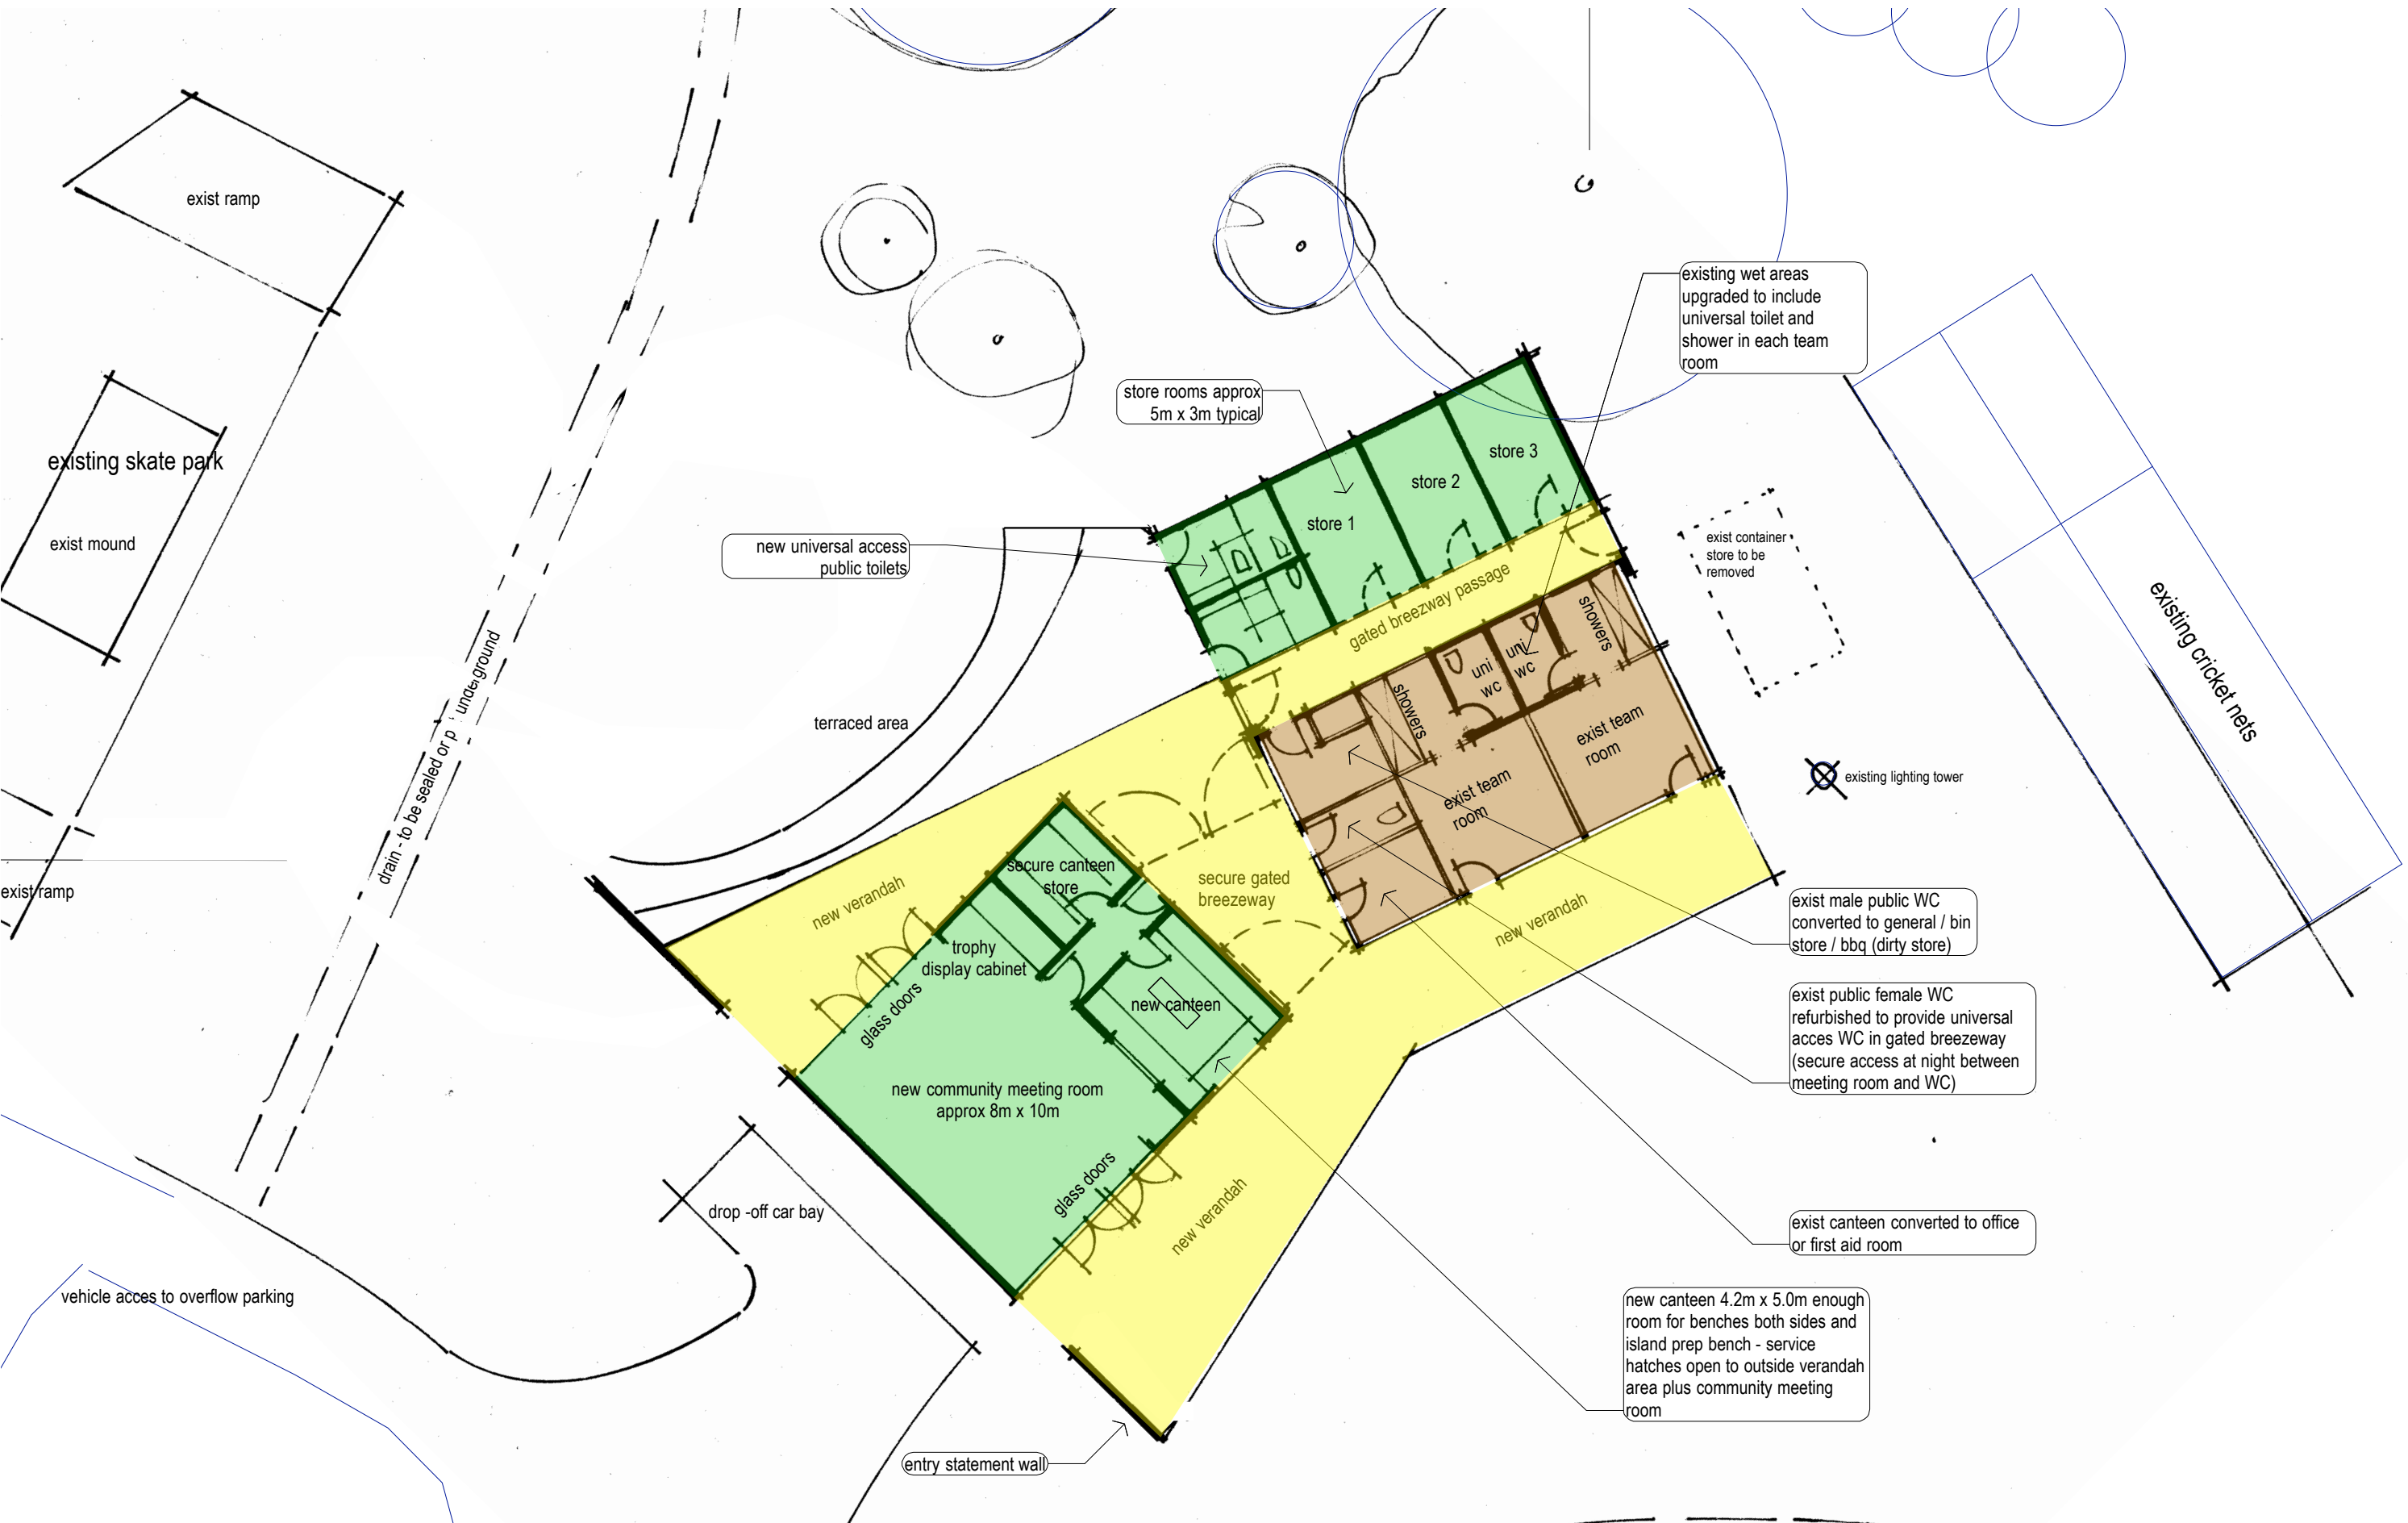 exist ramp
existing skate park
exist mound
exist ramp
drain - to be sealed or p   underground
vehicle acces to overflow parking
drop -off car bay
terraced area
new universal access
public toilets
store rooms approx
5m x 3m typical
store 1
store 2
store 3
gated breezway passage
existing wet areas
upgraded to include
universal toilet and
shower in each team
room
showers
uni
wc
uni
wc
showers
exist team
room
exist team
room
exist container
store to be
removed
existing cricket nets
existing lighting tower
new verandah
secure canteen
store
secure gated
breezeway
new verandah
trophy
display cabinet
glass doors
new canteen
new community meeting room
approx 8m x 10m
glass doors
new verandah
exist male public WC
converted to general / bin
store / bbq (dirty store)
exist public female WC
refurbished to provide universal
acces WC in gated breezeway
(secure access at night between
meeting room and WC)
exist canteen converted to office
or first aid room
new canteen 4.2m x 5.0m enough
room for benches both sides and
island prep bench - service
hatches open to outside verandah
area plus community meeting
room
entry statement wall